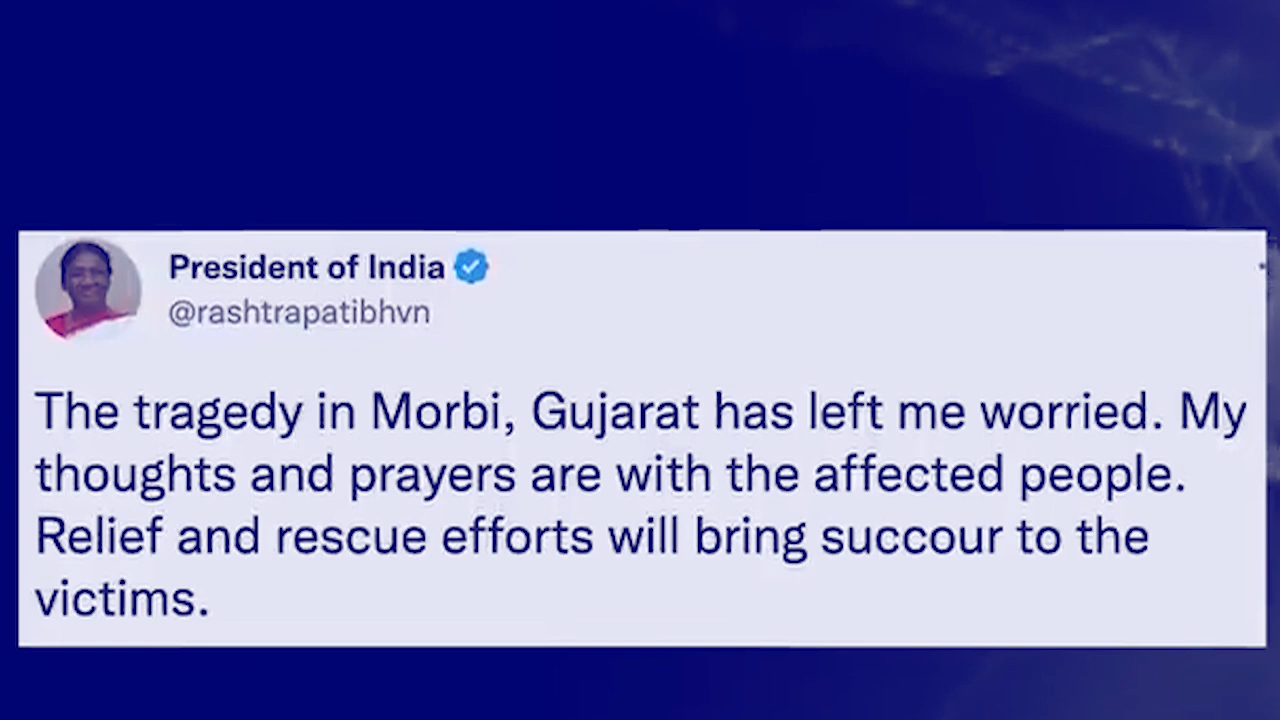 President of India
@rashtrapatibhvn
The tragedy in Morbi, Gujarat has left me worried. My
thoughts and prayers are with the affected people.
Relief and rescue efforts will bring succour to the
victims.